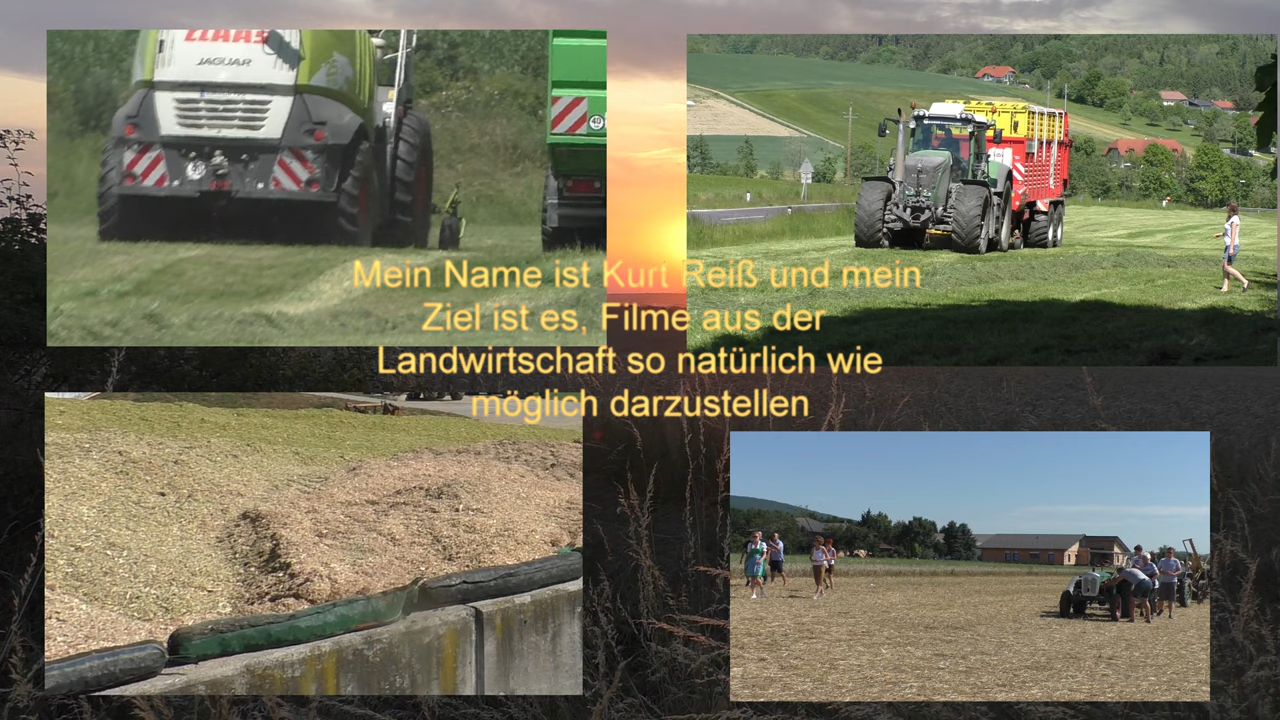 CLAAS
JAGUAR
40
Mein Name ist Kurt Reiß und mein
Ziel ist es, Filme aus der
Landwirtschaft so natürlich wie
möglich darzustellen